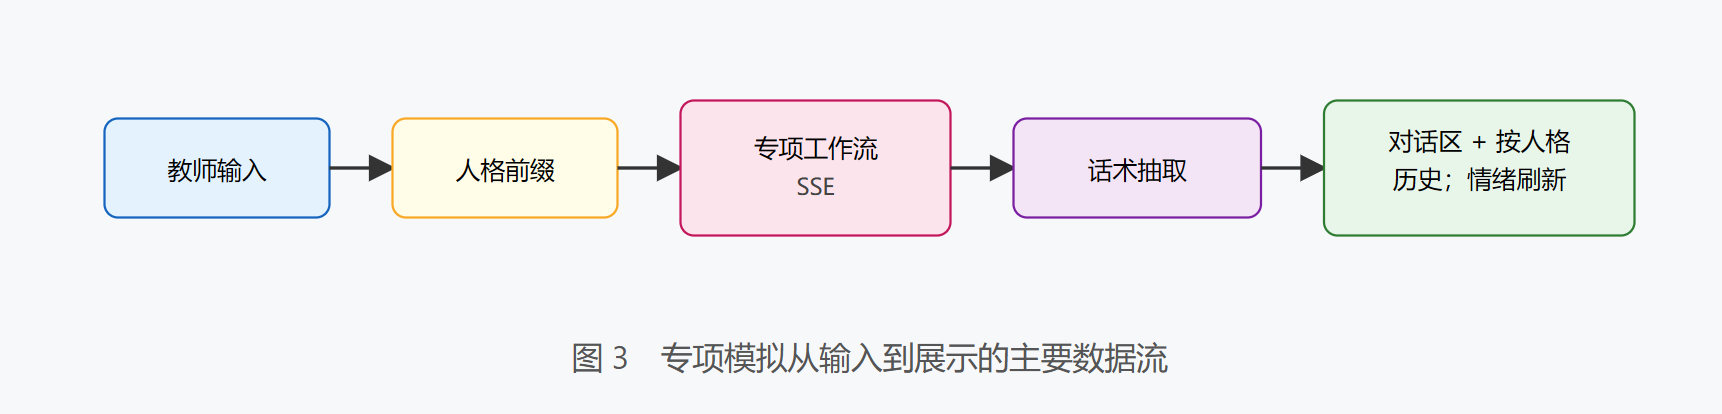 教师输入
人格前缀
专项工作流
SSE
话术抽取
对话区 + 按人格
历史；情绪刷新
图 3　专项模拟从输入到展示的主要数据流